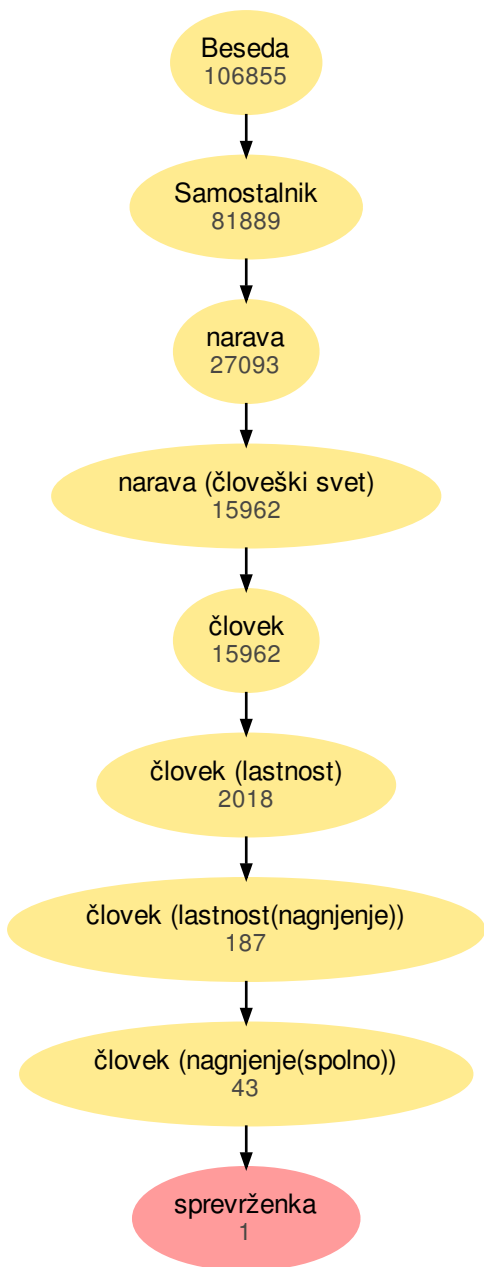 Beseda
106855
Samostalnik
81889
narava
27093
narava (človeški svet)
15962
človek
15962
človek (lastnost)
2018
človek (lastnost(nagnjenje))
187
človek (nagnjenje(spolno))
43
sprevrženka
1